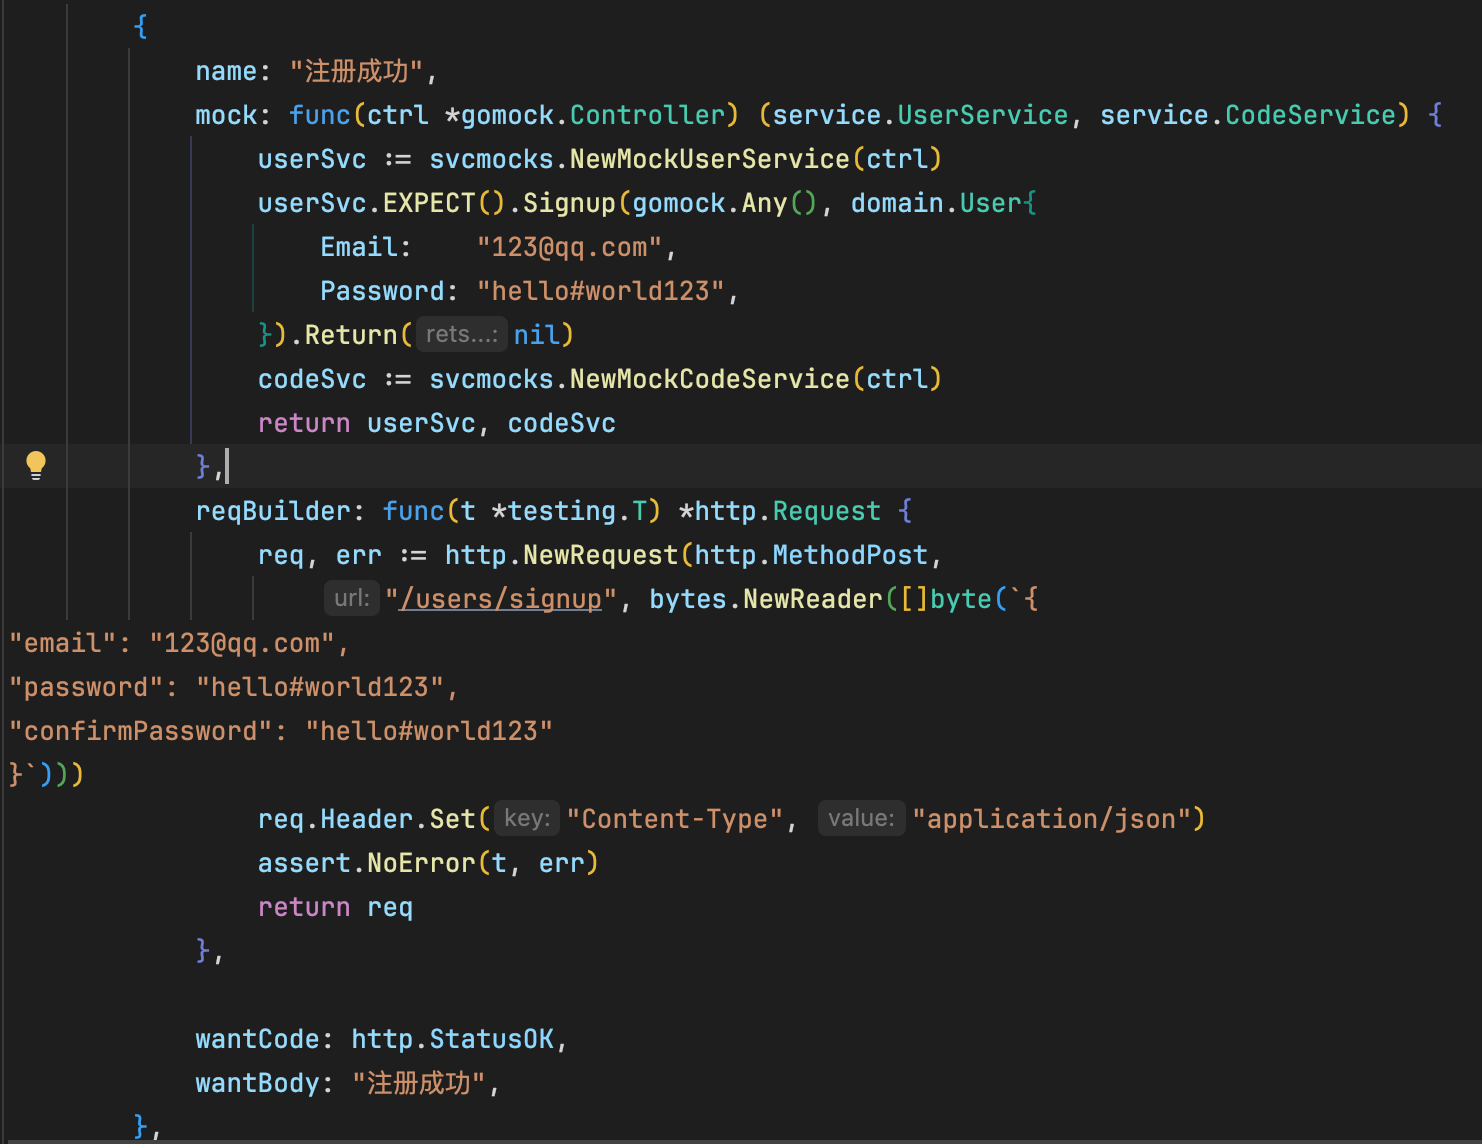 {
name: "注册成功",
mock: func(ctrl *gomock.Controller) (service.UserService, service.CodeService) {
userSvc := svcmocks.NewMockUserService(ctrl)
userSvc.EXPECT().Signup(gomock.Any(), domain.User{
Email:    "123@qq.com",
Password: "hello#world123",
}).Return( rets...: nil)
codeSvc := svcmocks.NewMockCodeService(ctrl)
return userSvc, codeSvc
},
reqBuilder: func(t *testing.T) *http.Request {
req, err := http.NewRequest(http.MethodPost,
url: "/users/signup", bytes.NewReader([]byte(`{
"email": "123@qq.com",
"password": "hello#world123",
"confirmPassword": "hello#world123"
}`)))
req.Header.Set( key: "Content-Type", value: "application/json")
assert.NoError(t, err)
return req
},
wantCode: http.StatusOK,
wantBody: "注册成功",
},